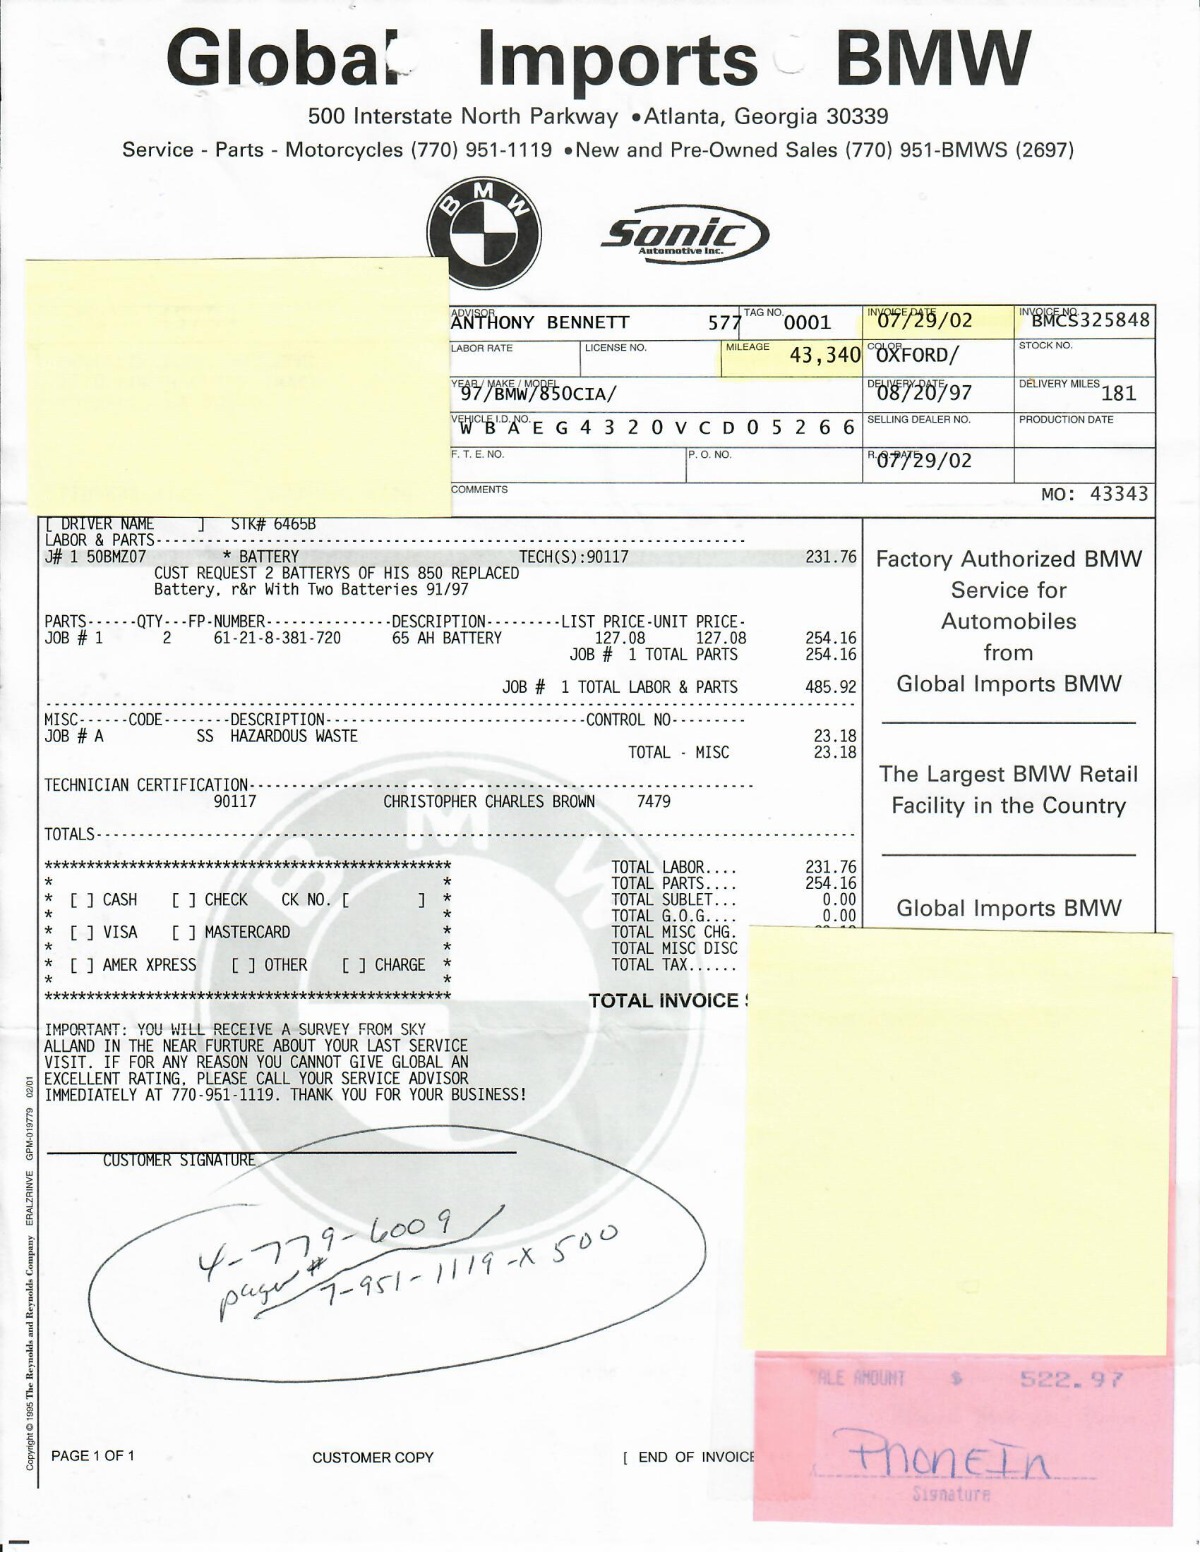 Global Imports BMW
500 Interstate North Parkway • Atlanta, Georgia 30339
Service - Parts - Motorcycles (770) 951-1119 • New and Pre-Owned Sales (770) 951-BMWS (2697)
BMW
Sonic
Automotive Inc.
ADVISOR TAG NO. INVOICE DATE INVOICE NO.
ANTHONY BENNETT 577 0001 07/29/02 BMCS325848
LABOR RATE LICENSE NO. MILEAGE 43,340 COLOR OXFORD/ STOCK NO.
YEAR / MAKE / MODEL DELIVERY DATE DELIVERY MILES
97/BMW/850CIA/ 08/20/97 181
VEHICLE I.D. NO. SELLING DEALER NO. PRODUCTION DATE
WBAEG4320VCD05266
F. T. E. NO. P. O. NO. R. O. DATE
07/29/02
COMMENTS MO: 43343
[ DRIVER NAME ] STK# 6465B
LABOR & PARTS
J# 1 50BMZ07 * BATTERY TECH(S):90117 231.76
CUST REQUEST 2 BATTERYS OF HIS 850 REPLACED
Battery, r&r With Two Batteries 91/97
PARTS------QTY---FP-NUMBER---------------DESCRIPTION---------LIST PRICE-UNIT PRICE-
JOB # 1 2 61-21-8-381-720 65 AH BATTERY 127.08 127.08 254.16
JOB # 1 TOTAL PARTS 254.16
JOB # 1 TOTAL LABOR & PARTS 485.92
MISC------CODE--------DESCRIPTION-------------------------------CONTROL NO---------
JOB # A SS HAZARDOUS WASTE 23.18
TOTAL - MISC 23.18
TECHNICIAN CERTIFICATION
90117 CHRISTOPHER CHARLES BROWN 7479
TOTALS
TOTAL LABOR.... 231.76
TOTAL PARTS.... 254.16
TOTAL SUBLET... 0.00
TOTAL G.O.G.... 0.00
TOTAL MISC CHG.
TOTAL MISC DISC
TOTAL TAX......
TOTAL INVOICE $
* [ ] CASH [ ] CHECK CK NO. [ ] *
* [ ] VISA [ ] MASTERCARD *
* [ ] AMER XPRESS [ ] OTHER [ ] CHARGE *
IMPORTANT: YOU WILL RECEIVE A SURVEY FROM SKY
ALLAND IN THE NEAR FURTURE ABOUT YOUR LAST SERVICE
VISIT. IF FOR ANY REASON YOU CANNOT GIVE GLOBAL AN
EXCELLENT RATING, PLEASE CALL YOUR SERVICE ADVISOR
IMMEDIATELY AT 770-951-1119. THANK YOU FOR YOUR BUSINESS!
CUSTOMER SIGNATURE
Factory Authorized BMW
Service for
Automobiles
from
Global Imports BMW
The Largest BMW Retail
Facility in the Country
Global Imports BMW
4-779-6009
pager #
7-951-1119-X 500
ALE AMOUNT $ 522.97
PhoneIn
Signature
PAGE 1 OF 1 CUSTOMER COPY [ END OF INVOICE
Copyright © 1995 The Reynolds and Reynolds Company ERALZRINVE GPM-019779 02/01